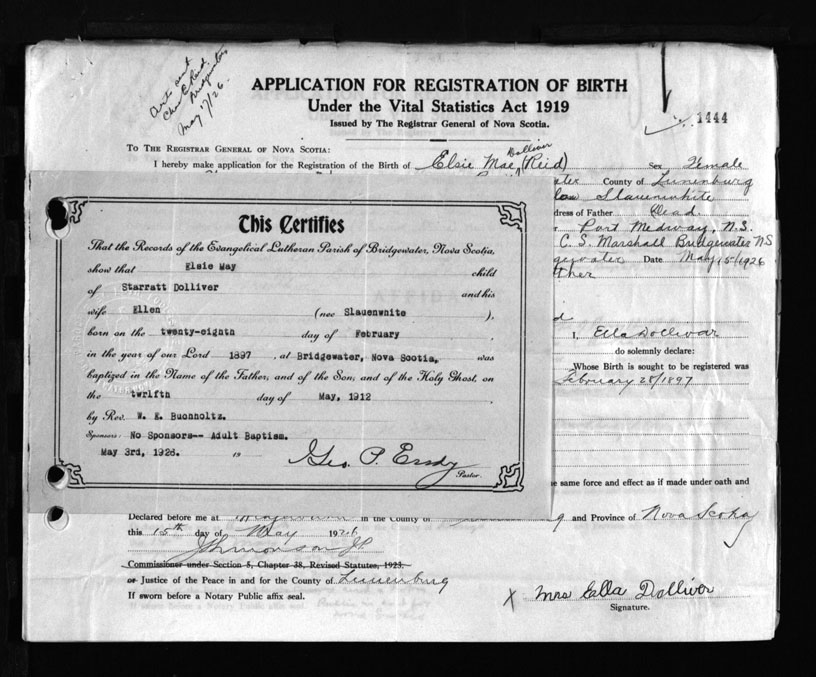 Art cert
Chas E Reid
Bridgewater
May 17/26.
APPLICATION FOR REGISTRATION OF BIRTH
Under the Vital Statistics Act 1919
Issued by The Registrar General of Nova Scotia.
1444
TO THE REGISTRAR GENERAL OF NOVA SCOTIA:
Dolliver
I hereby make application for the Registration of the Birth of Elsie Mae (Reid) Sex Female
County of Lunenburg
Slauenwhite
dress of Father Dead
Port Medway, N.S.
C. S. Marshall Bridgewater NS
gewater Date May 15/1926
ther
This Certifies
That the Records of the Evangelical Lutheran Parish of Bridgewater, Nova Scotia,
show that Elsie May child
of Starratt Dolliver and his
wife Ellen (nee Slauenwhite ),
born on the twenty-eighth day of February
in the year of our Lord 1897 , at Bridgewater, Nova Scotia, was
baptized in the Name of the Father, and of the Son, and of the Holy Ghost, on
the twrlfth day of May, 1912 .
by Rev. W. E. Buchholtz.
Sponsors: No Sponsors-- Adult Baptism.
May 3rd, 1926. 19
Geo. P.
Pastor.
AFFIDA
I, Ella Dolliver
do solemnly declare:
Whose Birth is sought to be registered was
February 28/1897
same force and effect as if made under oath and
Declared before me at in the County of and Province of Nova Scotia
this 15th day of May 1926
Commissioner under Section 5, Chapter 38, Revised Statutes, 1923.
or Justice of the Peace in and for the County of Lunenburg
If sworn before a Notary Public affix seal.
X Mrs Ella Dolliver
Signature.